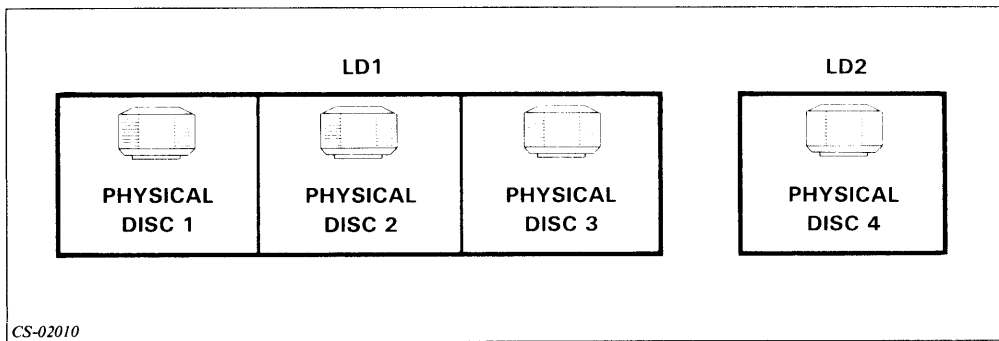 LD1
LD2
PHYSICAL
DISC 1
PHYSICAL
DISC 2
PHYSICAL
DISC 3
PHYSICAL
DISC 4
CS-02010